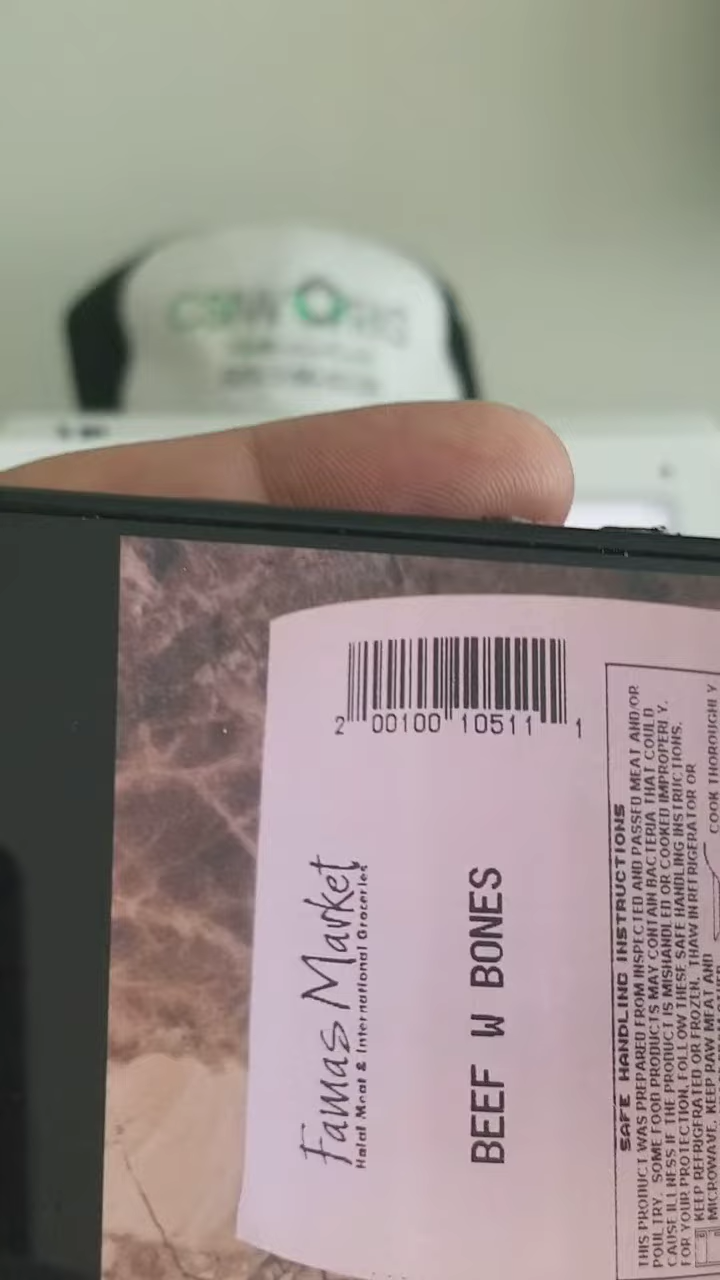 2 00100 10511 1
Famas Market
Halal Meat & International Groceries
BEEF W BONES
SAFE HANDLING INSTRUCTIONS
THIS PRODUCT WAS PREPARED FROM INSPECTED AND PASSED MEAT AND/OR
POULTRY. SOME FOOD PRODUCTS MAY CONTAIN BACTERIA THAT COULD
CAUSE ILLNESS IF THE PRODUCT IS MISHANDLED OR COOKED IMPROPERLY.
FOR YOUR PROTECTION, FOLLOW THESE SAFE HANDLING INSTRUCTIONS.
KEEP REFRIGERATED OR FROZEN. THAW IN REFRIGERATOR OR
MICROWAVE. KEEP RAW MEAT AND
COOK THOROUGHLY